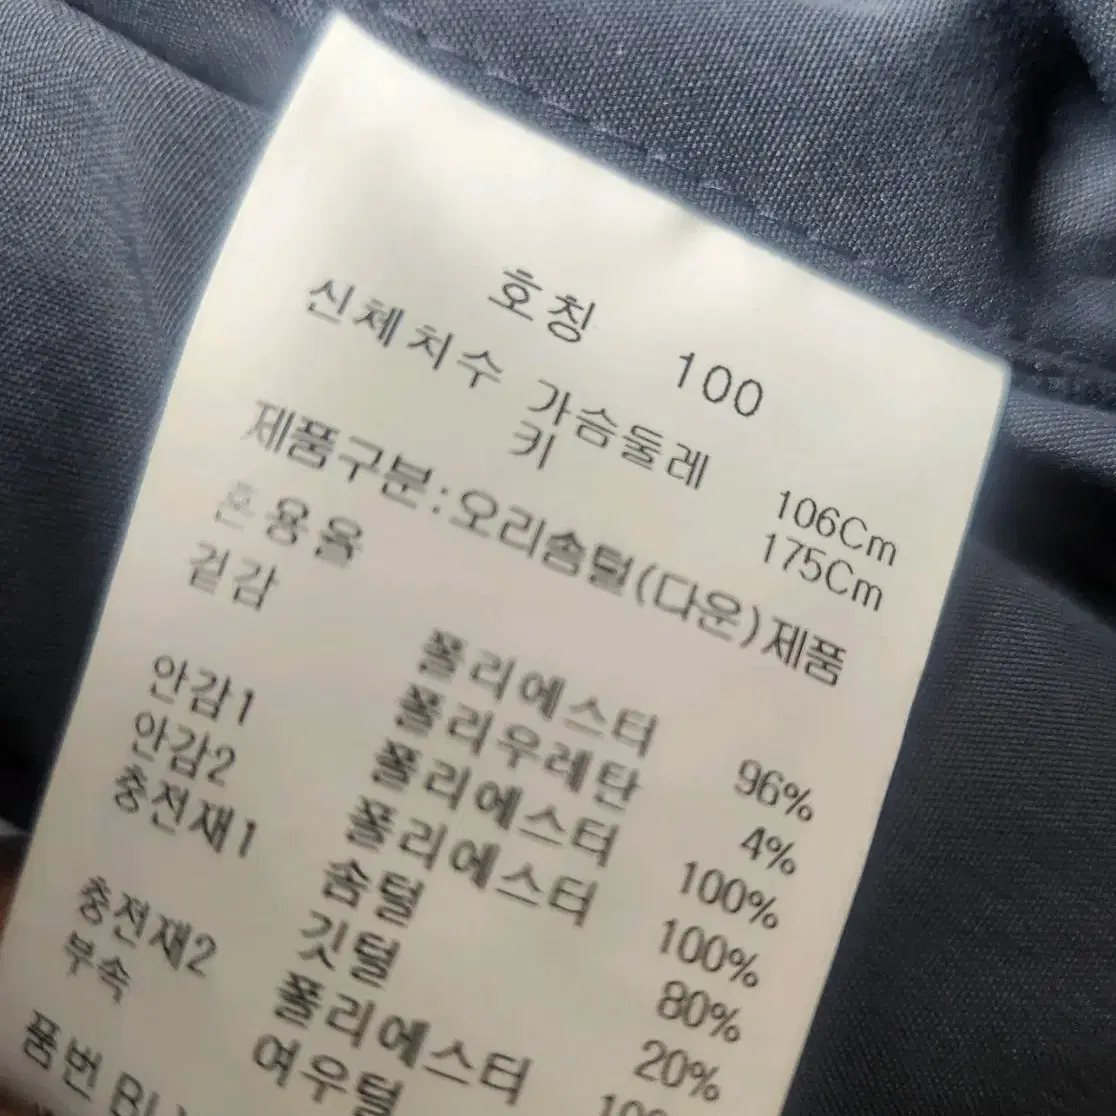 호칭 100
신체치수 가슴둘레 106Cm
키 175Cm
제품구분:오리솜털(다운)제품
혼용율
겉감 폴리에스터 96%
폴리우레탄 4%
안감1 폴리에스터 100%
안감2 폴리에스터 100%
충전재1 솜털 80%
깃털 20%
충전재2 폴리에스터
부속 여우털
품번